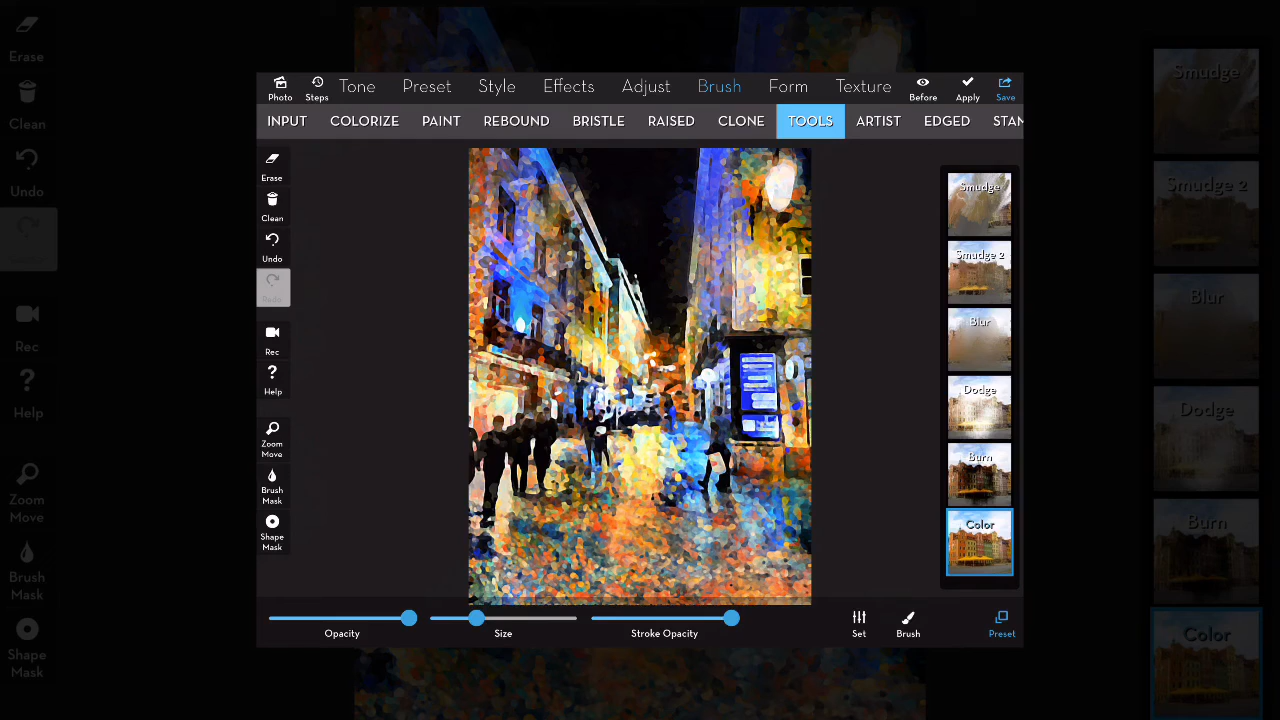 Tone Preset Style Effects Adjust Brush Form Texture
Photo Steps Before Apply Save
INPUT COLORIZE PAINT REBOUND BRISTLE RAISED CLONE TOOLS ARTIST EDGED STAM
Erase
Clean
Undo
Redo
Rec
Help
Zoom
Move
Brush
Mask
Shape
Mask
Smudge
Smudge 2
Blur
Dodge
Burn
Color
Opacity Size Stroke Opacity Set Brush Preset
Erase
Clean
Undo
Rec
Help
Zoom
Move
Brush
Mask
Shape
Mask
Smudge
Smudge 2
Blur
Dodge
Burn
Color